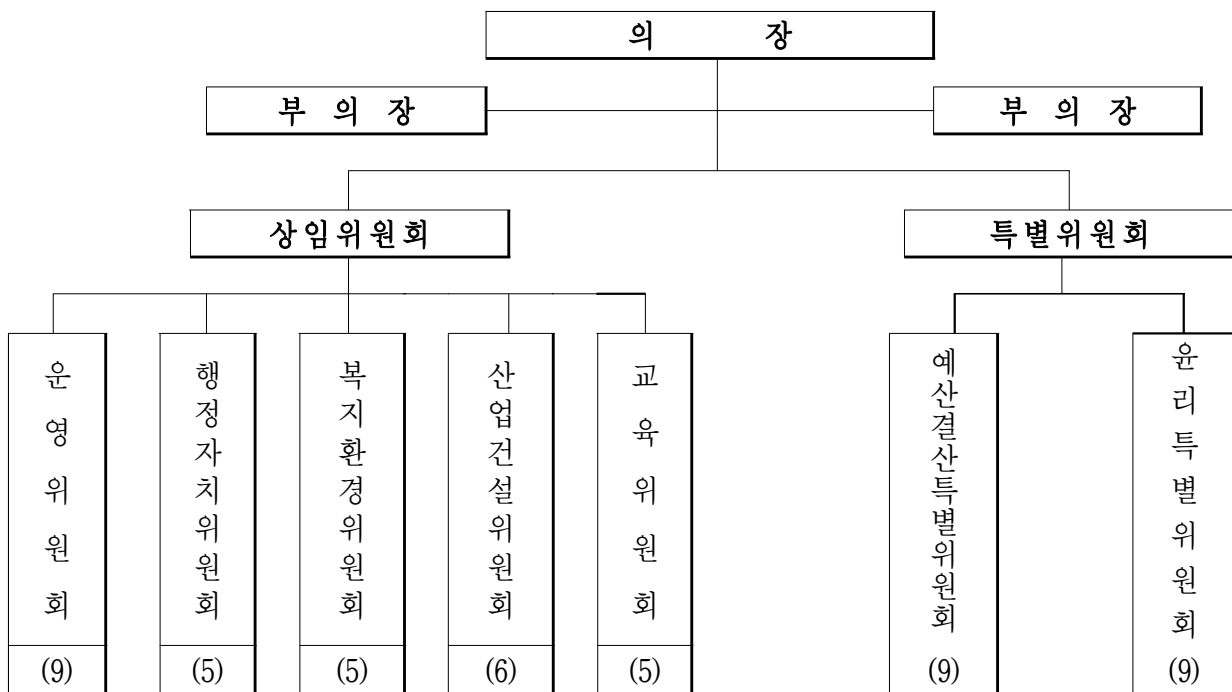 의 장
부 의 장
부 의 장
상임위원회
특별위원회
운영위원회
(9)
행정자치위원회
(5)
복지환경위원회
(5)
산업건설위원회
(6)
교육위원회
(5)
예산결산특별위원회
(9)
윤리특별위원회
(9)